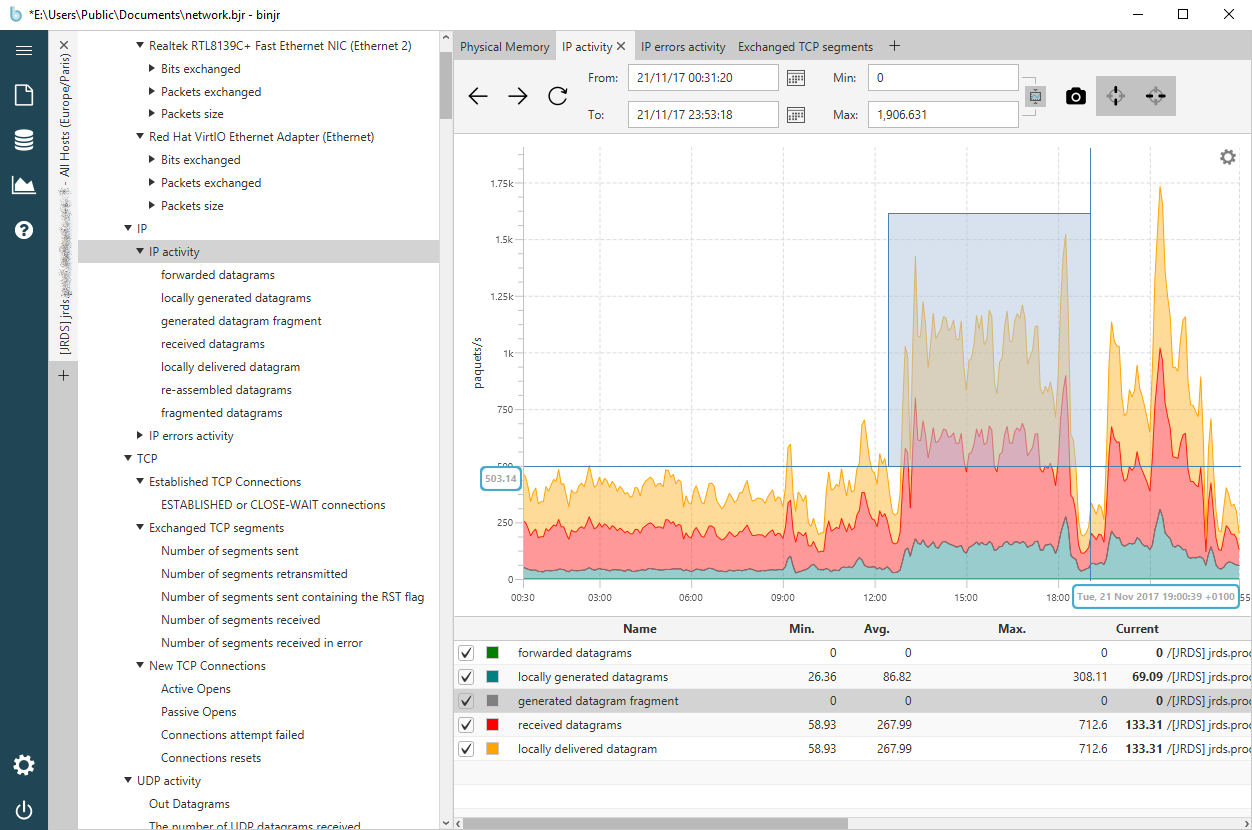 *E:\Users\Public\Documents\network.bjr - binjr
[JRDS] jrds - All Hosts (Europe/Paris)
Realtek RTL8139C+ Fast Ethernet NIC (Ethernet 2)
Bits exchanged
Packets exchanged
Packets size
Red Hat VirtIO Ethernet Adapter (Ethernet)
Bits exchanged
Packets exchanged
Packets size
IP
IP activity
forwarded datagrams
locally generated datagrams
generated datagram fragment
received datagrams
locally delivered datagram
re-assembled datagrams
fragmented datagrams
IP errors activity
TCP
Established TCP Connections
ESTABLISHED or CLOSE-WAIT connections
Exchanged TCP segments
Number of segments sent
Number of segments retransmitted
Number of segments sent containing the RST flag
Number of segments received
Number of segments received in error
New TCP Connections
Active Opens
Passive Opens
Connections attempt failed
Connections resets
UDP activity
Out Datagrams
The number of UDP datagrams received
Physical Memory IP activity IP errors activity Exchanged TCP segments +
From: 21/11/17 00:31:20 Min: 0
To: 21/11/17 23:53:18 Max: 1,906.631
paquets/s
1.75k
1.5k
1.25k
1k
750
500
503.14
250
0
00:30 03:00 06:00 09:00 12:00 15:00 18:00 55
Tue, 21 Nov 2017 19:00:39 +0100
Name Min. Avg. Max. Current
forwarded datagrams 0 0 0 0 /[JRDS] jrds.prod
locally generated datagrams 26.36 86.82 308.11 69.09 /[JRDS] jrds.prod
generated datagram fragment 0 0 0 0 /[JRDS] jrds.prod
received datagrams 58.93 267.99 712.6 133.31 /[JRDS] jrds.prod
locally delivered datagram 58.93 267.99 712.6 133.31 /[JRDS] jrds.prod